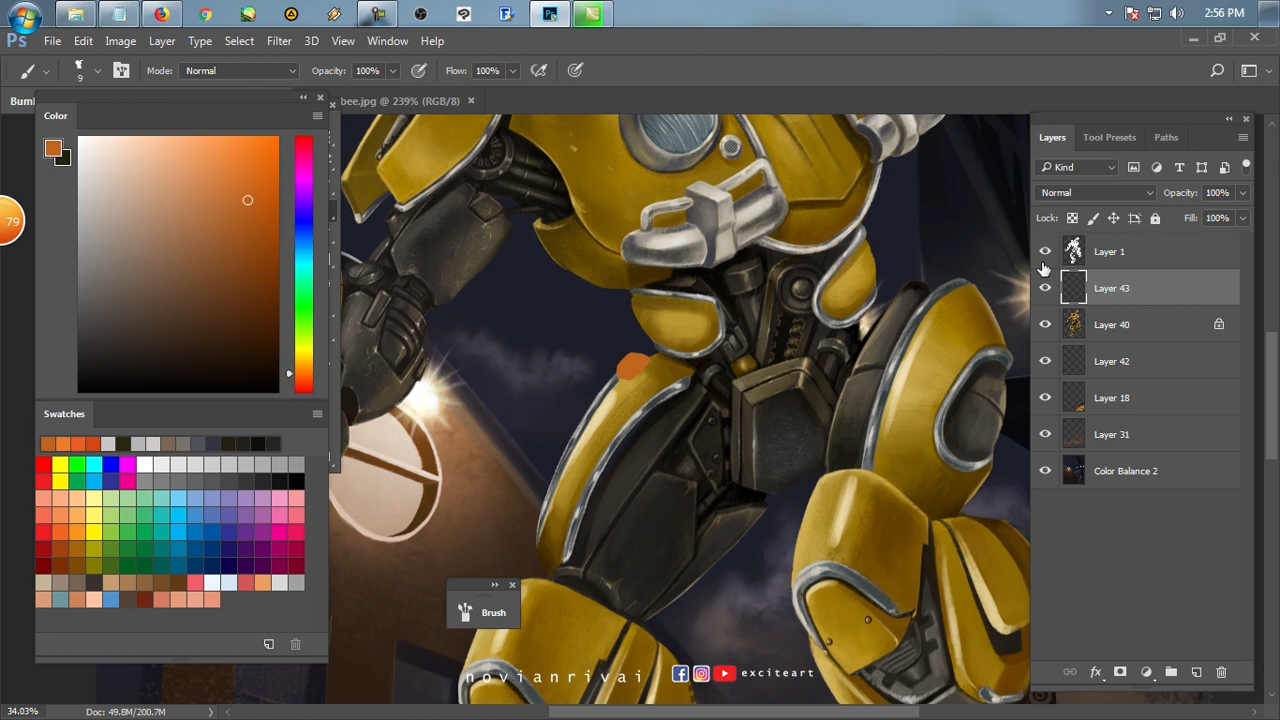 2:56 PM
Ps File Edit Image Layer Type Select Filter 3D View Window Help
9 Mode: Normal Opacity: 100% Flow: 100%
bee.jpg @ 239% (RGB/8)
Color
Layers Tool Presets Paths
Kind
Normal Opacity: 100%
Lock: Fill: 100%
79
Layer 1
Layer 43
Layer 40
Layer 42
Layer 18
Layer 31
Color Balance 2
Swatches
Brush
novianrivai exciteart
34.03% Doc: 49.8M/200.7M